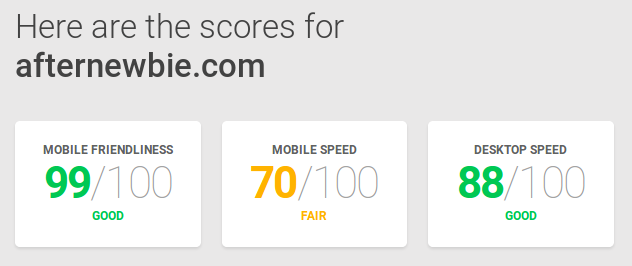 Here are the scores for
afternewbie.com
MOBILE FRIENDLINESS
99/100
GOOD
MOBILE SPEED
70/100
FAIR
DESKTOP SPEED
88/100
GOOD